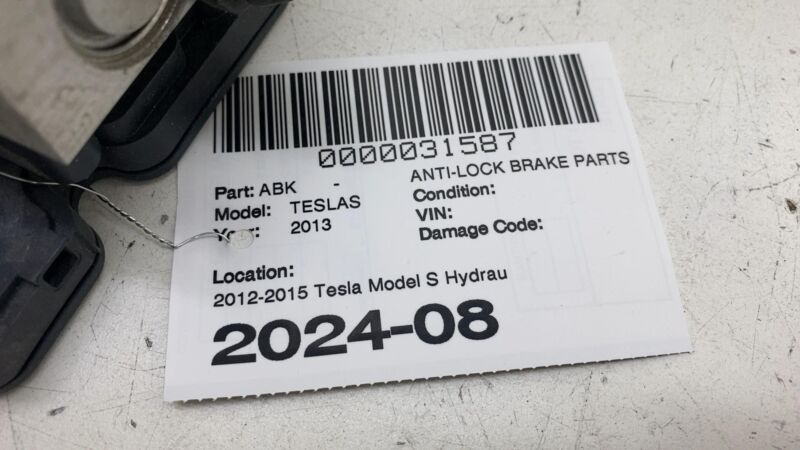 0000031587
Part: ABK - ANTI-LOCK BRAKE PARTS
Model: TESLAS Condition:
Year: 2013 VIN:
Damage Code:
Location:
2012-2015 Tesla Model S Hydrau
2024-08